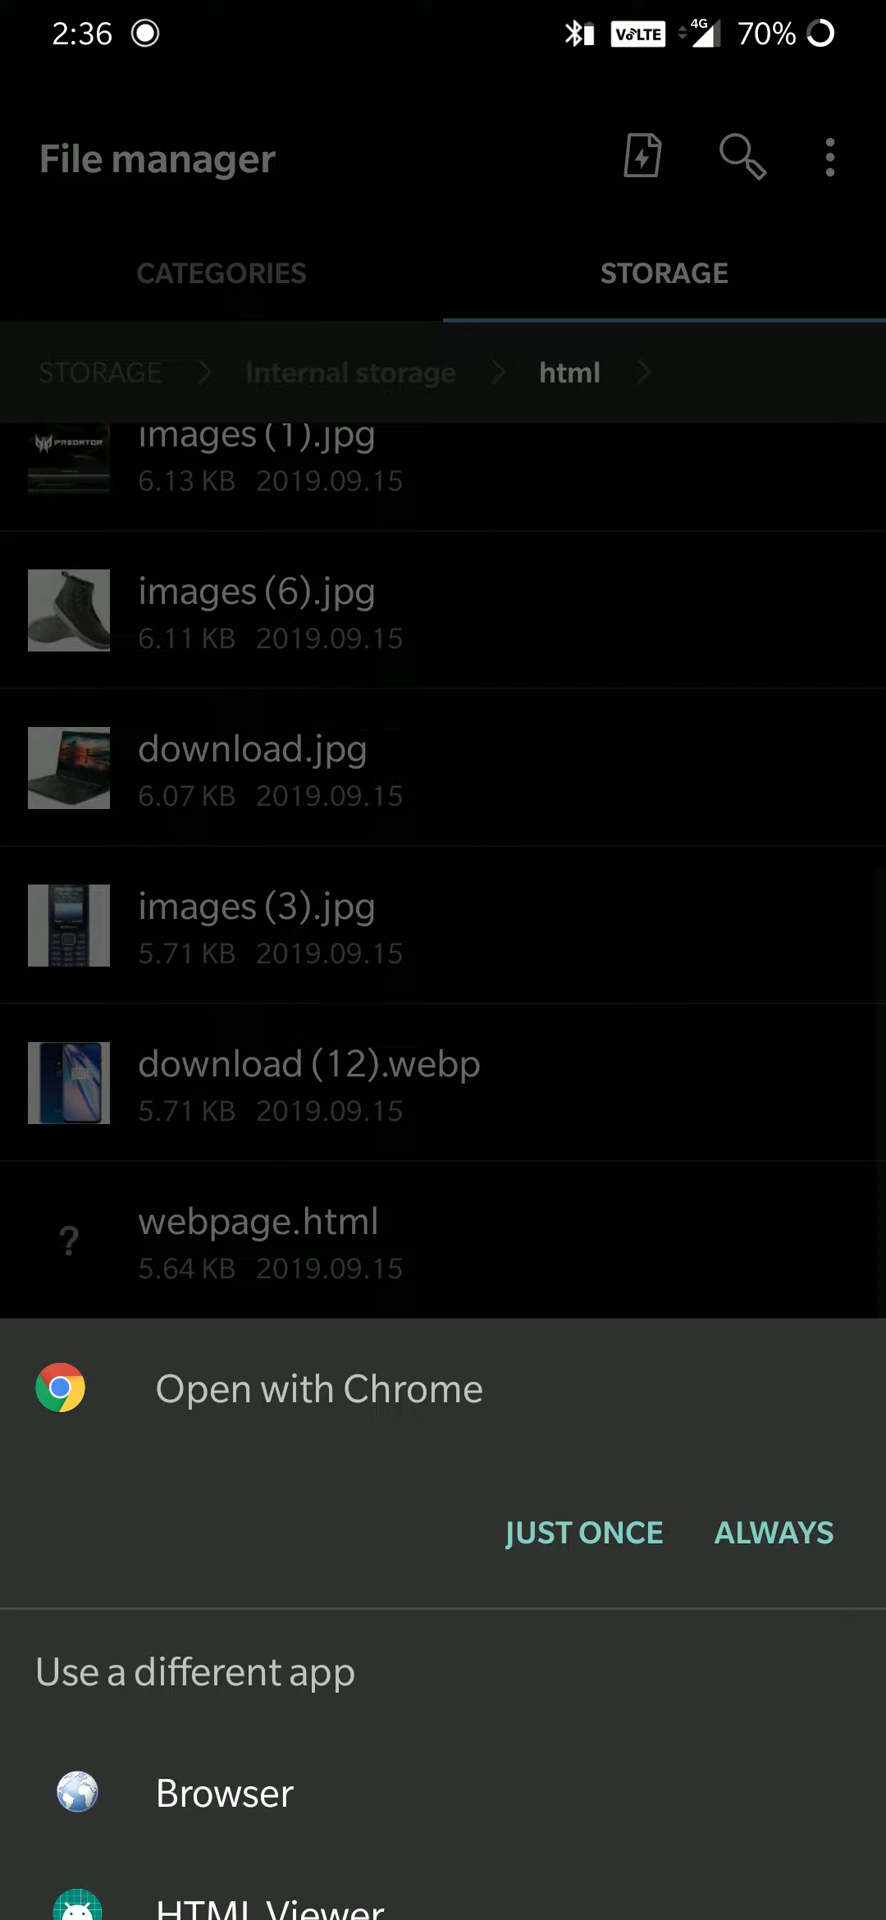 2:36 VoLTE 4G 70%
File manager
CATEGORIES STORAGE
STORAGE Internal storage html
PREDATOR
images (1).jpg
6.13 KB 2019.09.15
images (6).jpg
6.11 KB 2019.09.15
download.jpg
6.07 KB 2019.09.15
images (3).jpg
5.71 KB 2019.09.15
download (12).webp
5.71 KB 2019.09.15
?
webpage.html
5.64 KB 2019.09.15
Open with Chrome
JUST ONCE ALWAYS
Use a different app
Browser
HTML Viewer